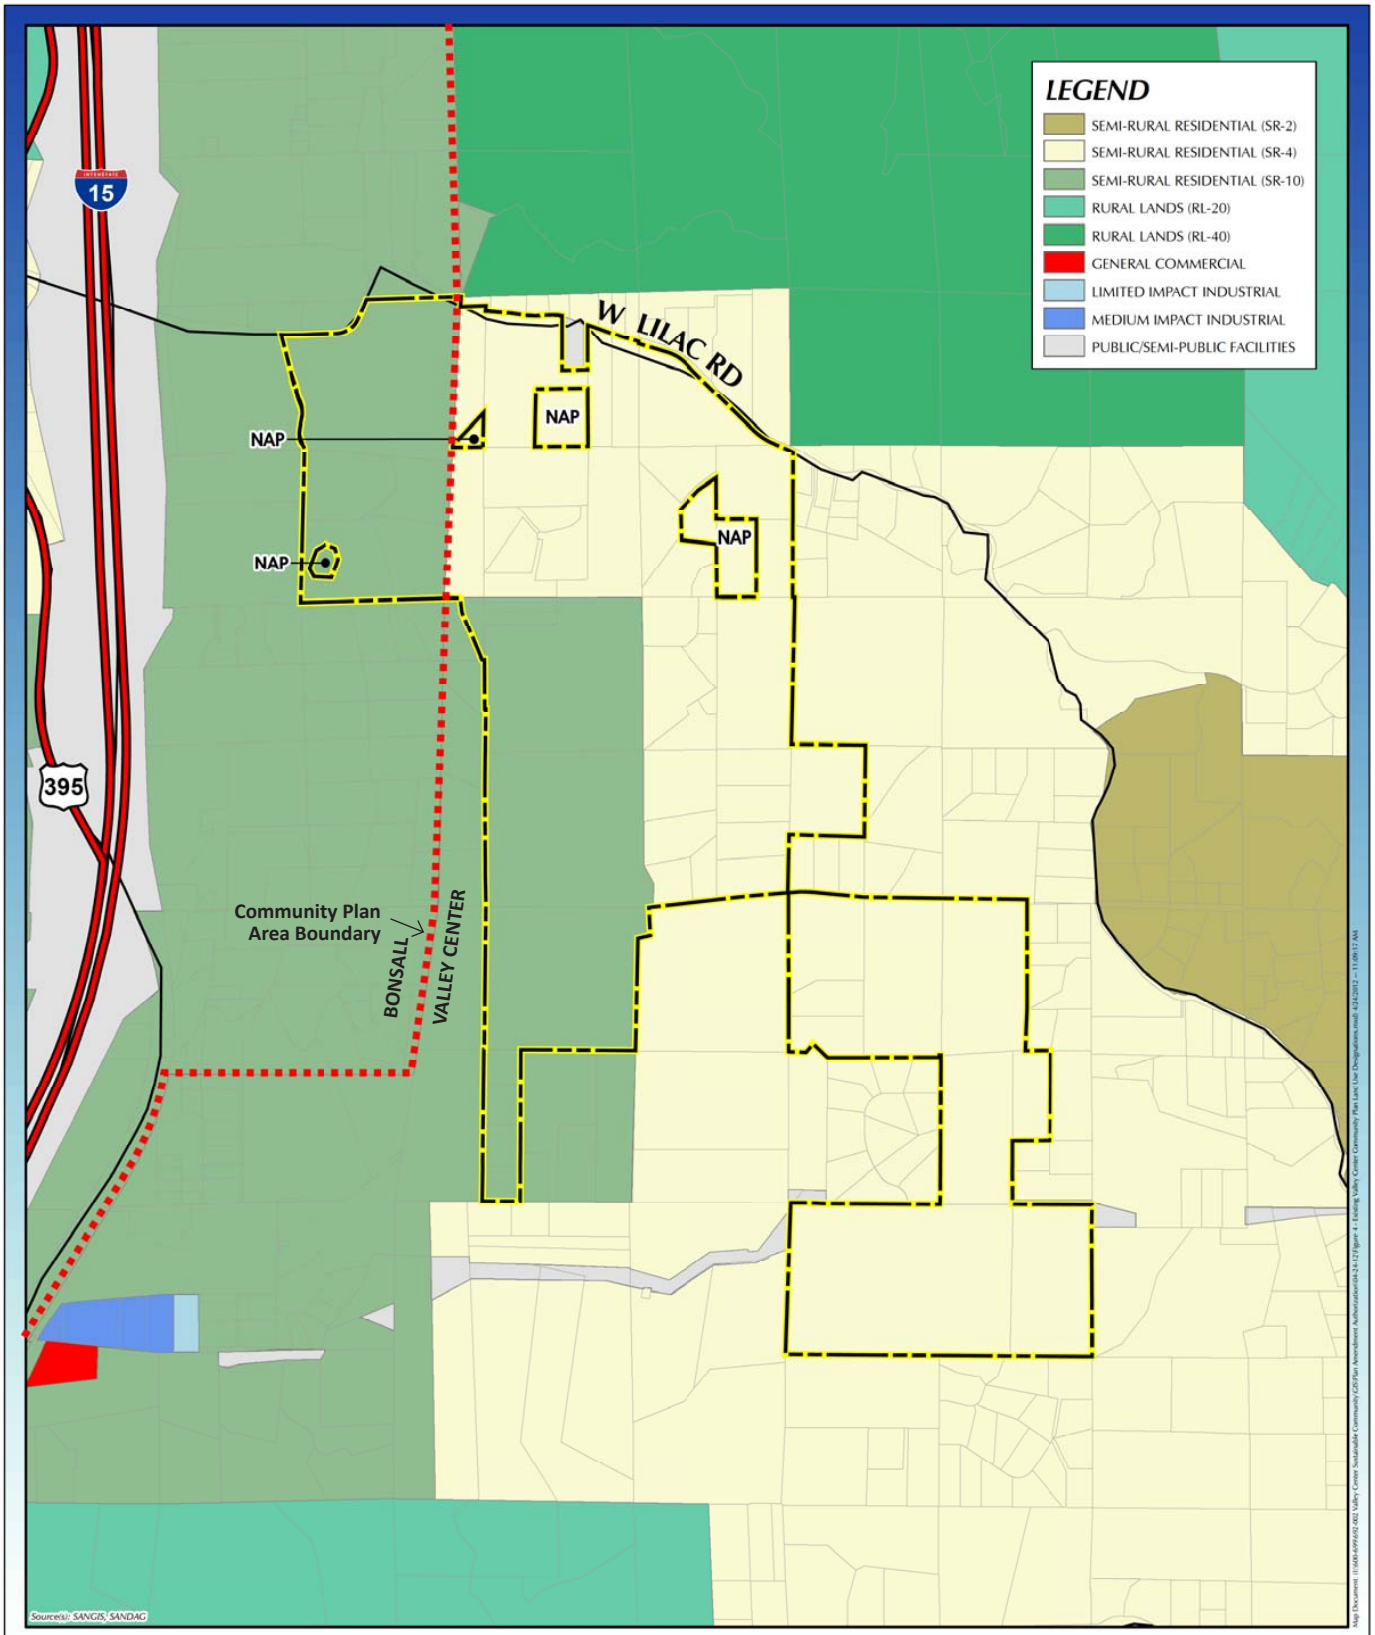 LEGEND
SEMI-RURAL RESIDENTIAL (SR-2)
SEMI-RURAL RESIDENTIAL (SR-4)
SEMI-RURAL RESIDENTIAL (SR-10)
RURAL LANDS (RL-20)
RURAL LANDS (RL-40)
GENERAL COMMERCIAL
LIMITED IMPACT INDUSTRIAL
MEDIUM IMPACT INDUSTRIAL
PUBLIC/SEMI-PUBLIC FACILITIES
INTERSTATE
15
W LILAC RD
NAP
NAP
NAP
NAP
395
Community Plan
Area Boundary
BONSALL
VALLEY CENTER
Source(s): SANGIS, SANDAG